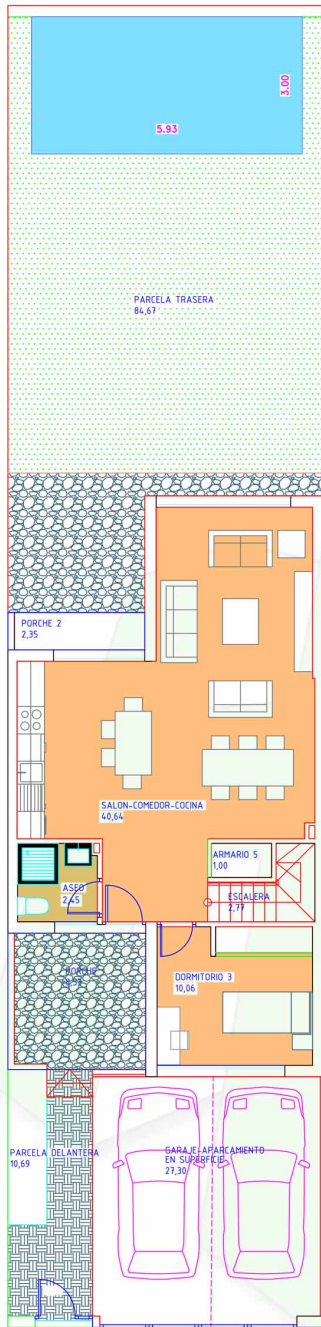 3.00
5.93
PARCELA TRASERA
84,67
PORCHE 2
2,35
SALON-COMEDOR-COCINA
40,64
ARMARIO 5
1,00
ASEO
2,45
ESCALERA
2,77
PORCHE
DORMITORIO 3
10,06
PARCELA DELANTERA
10,69
GARAJE-APARCAMIENTO
EN SUPERFICIE
27,30